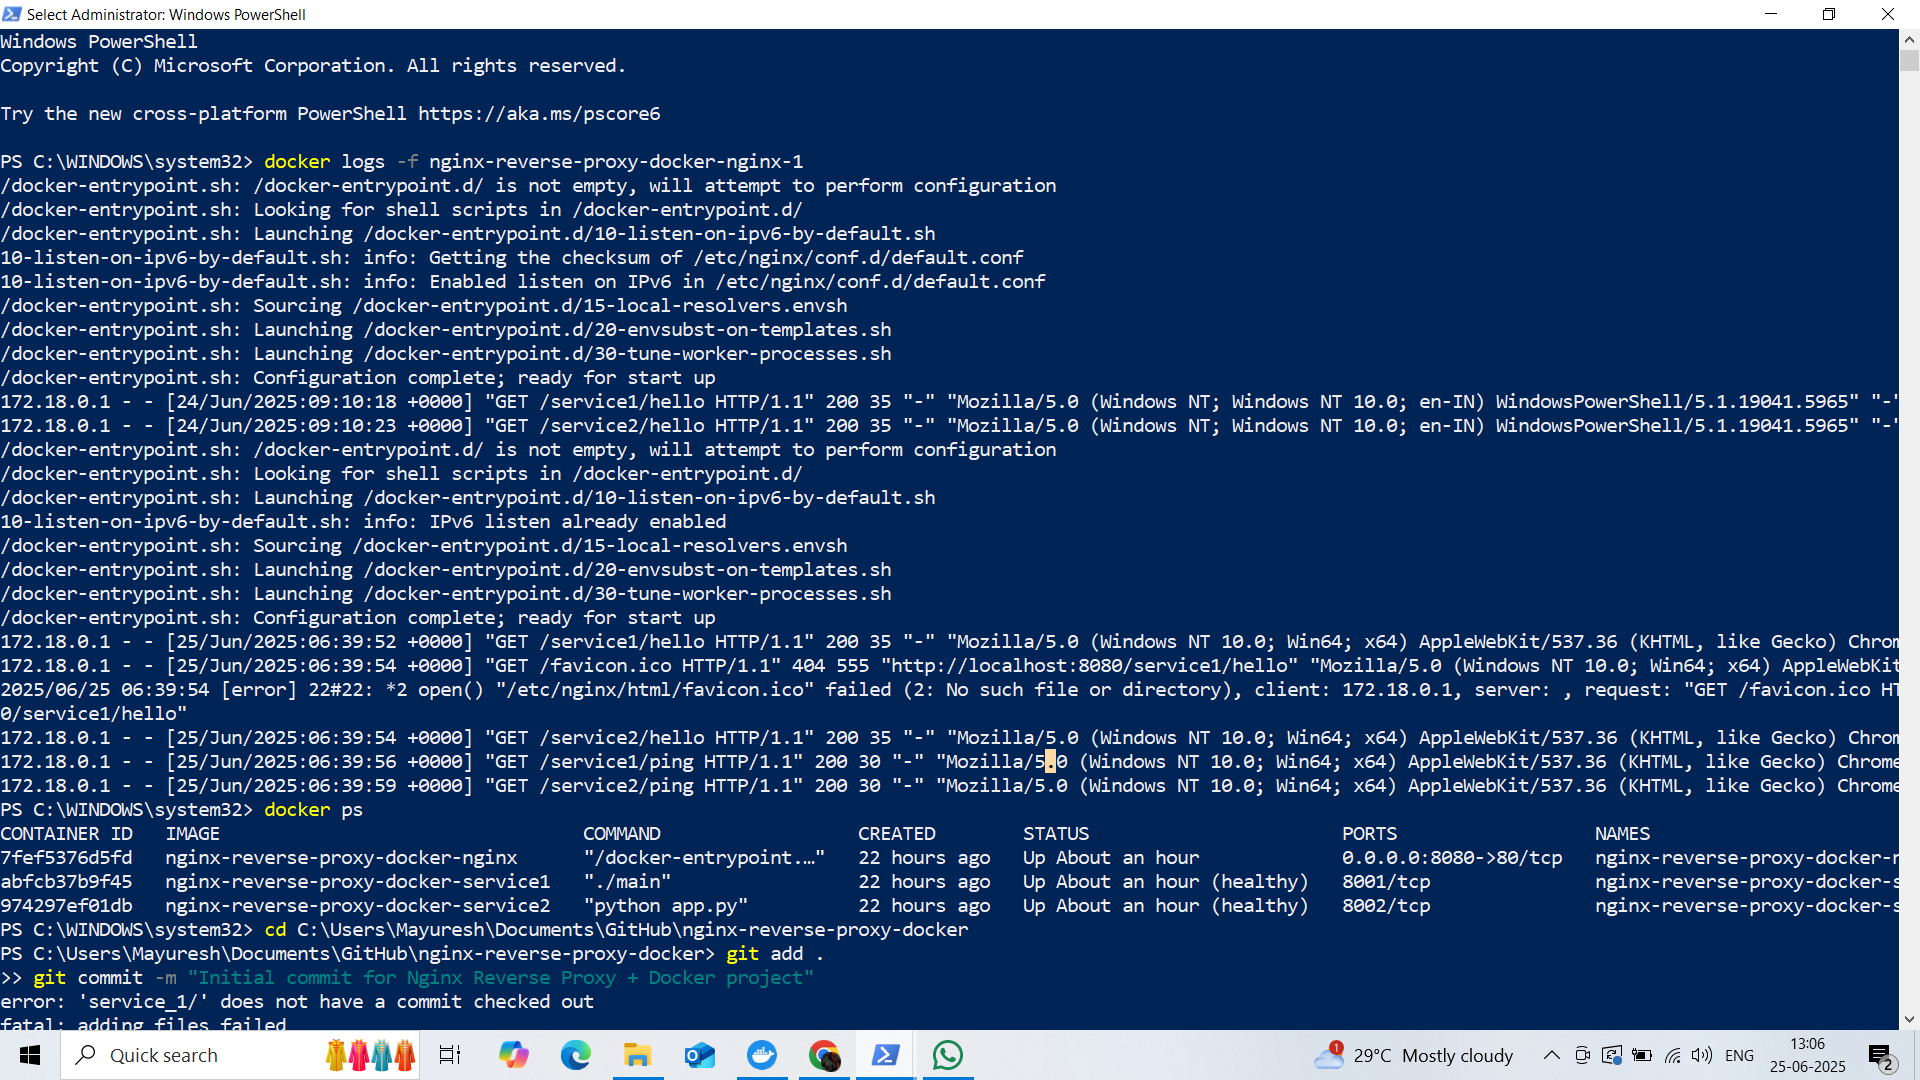 Select Administrator: Windows PowerShell
Windows PowerShell
Copyright (C) Microsoft Corporation. All rights reserved.
Try the new cross-platform PowerShell https://aka.ms/pscore6
PS C:\WINDOWS\system32> docker logs -f nginx-reverse-proxy-docker-nginx-1
/docker-entrypoint.sh: /docker-entrypoint.d/ is not empty, will attempt to perform configuration
/docker-entrypoint.sh: Looking for shell scripts in /docker-entrypoint.d/
/docker-entrypoint.sh: Launching /docker-entrypoint.d/10-listen-on-ipv6-by-default.sh
10-listen-on-ipv6-by-default.sh: info: Getting the checksum of /etc/nginx/conf.d/default.conf
10-listen-on-ipv6-by-default.sh: info: Enabled listen on IPv6 in /etc/nginx/conf.d/default.conf
/docker-entrypoint.sh: Sourcing /docker-entrypoint.d/15-local-resolvers.envsh
/docker-entrypoint.sh: Launching /docker-entrypoint.d/20-envsubst-on-templates.sh
/docker-entrypoint.sh: Launching /docker-entrypoint.d/30-tune-worker-processes.sh
/docker-entrypoint.sh: Configuration complete; ready for start up
172.18.0.1 - - [24/Jun/2025:09:10:18 +0000] "GET /service1/hello HTTP/1.1" 200 35 "-" "Mozilla/5.0 (Windows NT; Windows NT 10.0; en-IN) WindowsPowerShell/5.1.19041.5965" "-"
172.18.0.1 - - [24/Jun/2025:09:10:23 +0000] "GET /service2/hello HTTP/1.1" 200 35 "-" "Mozilla/5.0 (Windows NT; Windows NT 10.0; en-IN) WindowsPowerShell/5.1.19041.5965" "-"
/docker-entrypoint.sh: /docker-entrypoint.d/ is not empty, will attempt to perform configuration
/docker-entrypoint.sh: Looking for shell scripts in /docker-entrypoint.d/
/docker-entrypoint.sh: Launching /docker-entrypoint.d/10-listen-on-ipv6-by-default.sh
10-listen-on-ipv6-by-default.sh: info: IPv6 listen already enabled
/docker-entrypoint.sh: Sourcing /docker-entrypoint.d/15-local-resolvers.envsh
/docker-entrypoint.sh: Launching /docker-entrypoint.d/20-envsubst-on-templates.sh
/docker-entrypoint.sh: Launching /docker-entrypoint.d/30-tune-worker-processes.sh
/docker-entrypoint.sh: Configuration complete; ready for start up
172.18.0.1 - - [25/Jun/2025:06:39:52 +0000] "GET /service1/hello HTTP/1.1" 200 35 "-" "Mozilla/5.0 (Windows NT 10.0; Win64; x64) AppleWebKit/537.36 (KHTML, like Gecko) Chrom
172.18.0.1 - - [25/Jun/2025:06:39:54 +0000] "GET /favicon.ico HTTP/1.1" 404 555 "http://localhost:8080/service1/hello" "Mozilla/5.0 (Windows NT 10.0; Win64; x64) AppleWebKit
2025/06/25 06:39:54 [error] 22#22: *2 open() "/etc/nginx/html/favicon.ico" failed (2: No such file or directory), client: 172.18.0.1, server: , request: "GET /favicon.ico HT
0/service1/hello"
172.18.0.1 - - [25/Jun/2025:06:39:54 +0000] "GET /service2/hello HTTP/1.1" 200 35 "-" "Mozilla/5.0 (Windows NT 10.0; Win64; x64) AppleWebKit/537.36 (KHTML, like Gecko) Chrom
172.18.0.1 - - [25/Jun/2025:06:39:56 +0000] "GET /service1/ping HTTP/1.1" 200 30 "-" "Mozilla/5.0 (Windows NT 10.0; Win64; x64) AppleWebKit/537.36 (KHTML, like Gecko) Chrome
172.18.0.1 - - [25/Jun/2025:06:39:59 +0000] "GET /service2/ping HTTP/1.1" 200 30 "-" "Mozilla/5.0 (Windows NT 10.0; Win64; x64) AppleWebKit/537.36 (KHTML, like Gecko) Chrome
PS C:\WINDOWS\system32> docker ps
CONTAINER ID IMAGE COMMAND CREATED STATUS PORTS NAMES
7fef5376d5fd nginx-reverse-proxy-docker-nginx "/docker-entrypoint.…" 22 hours ago Up About an hour 0.0.0.0:8080->80/tcp nginx-reverse-proxy-docker-n
abfcb37b9f45 nginx-reverse-proxy-docker-service1 "./main" 22 hours ago Up About an hour (healthy) 8001/tcp nginx-reverse-proxy-docker-s
974297ef01db nginx-reverse-proxy-docker-service2 "python app.py" 22 hours ago Up About an hour (healthy) 8002/tcp nginx-reverse-proxy-docker-s
PS C:\WINDOWS\system32> cd C:\Users\Mayuresh\Documents\GitHub\nginx-reverse-proxy-docker
PS C:\Users\Mayuresh\Documents\GitHub\nginx-reverse-proxy-docker> git add .
>> git commit -m "Initial commit for Nginx Reverse Proxy + Docker project"
error: 'service_1/' does not have a commit checked out
fatal: adding files failed
Quick search
1
29°C Mostly cloudy
ENG
13:06
25-06-2025
2